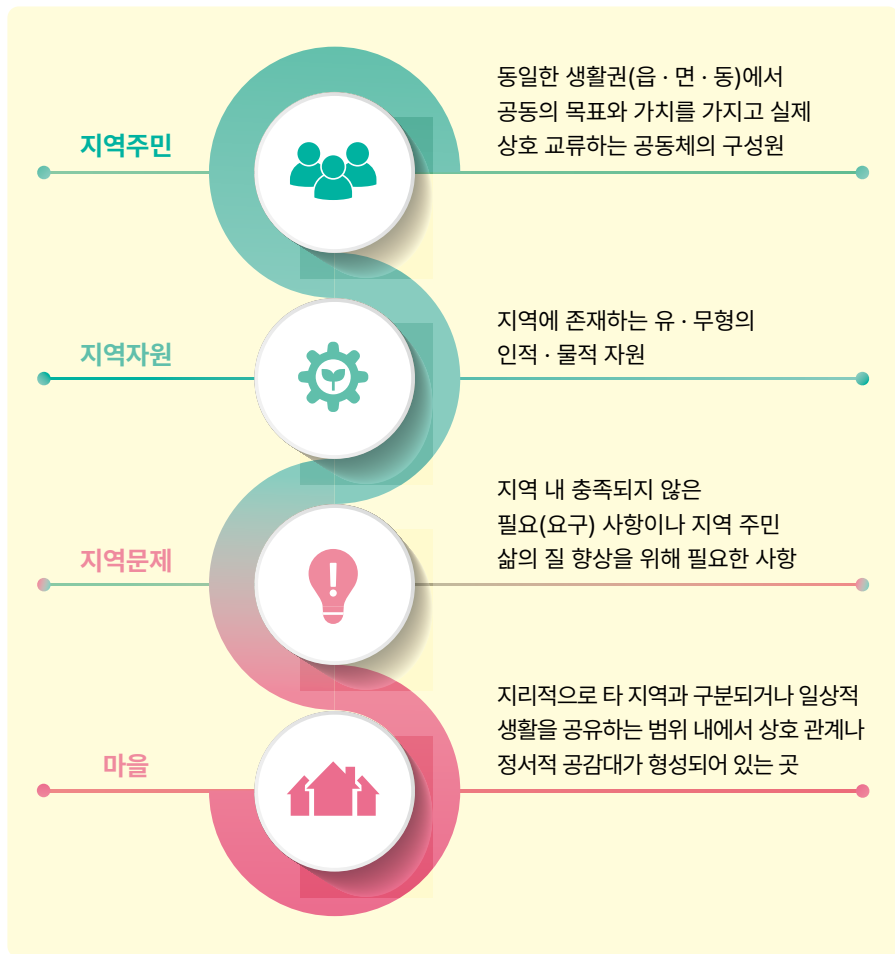 지역주민
동일한 생활권(읍 · 면 · 동)에서
공동의 목표와 가치를 가지고 실제
상호 교류하는 공동체의 구성원
지역자원
지역에 존재하는 유 · 무형의
인적 · 물적 자원
지역문제
지역 내 충족되지 않은
필요(요구) 사항이나 지역 주민
삶의 질 향상을 위해 필요한 사항
마을
지리적으로 타 지역과 구분되거나 일상적
생활을 공유하는 범위 내에서 상호 관계나
정서적 공감대가 형성되어 있는 곳